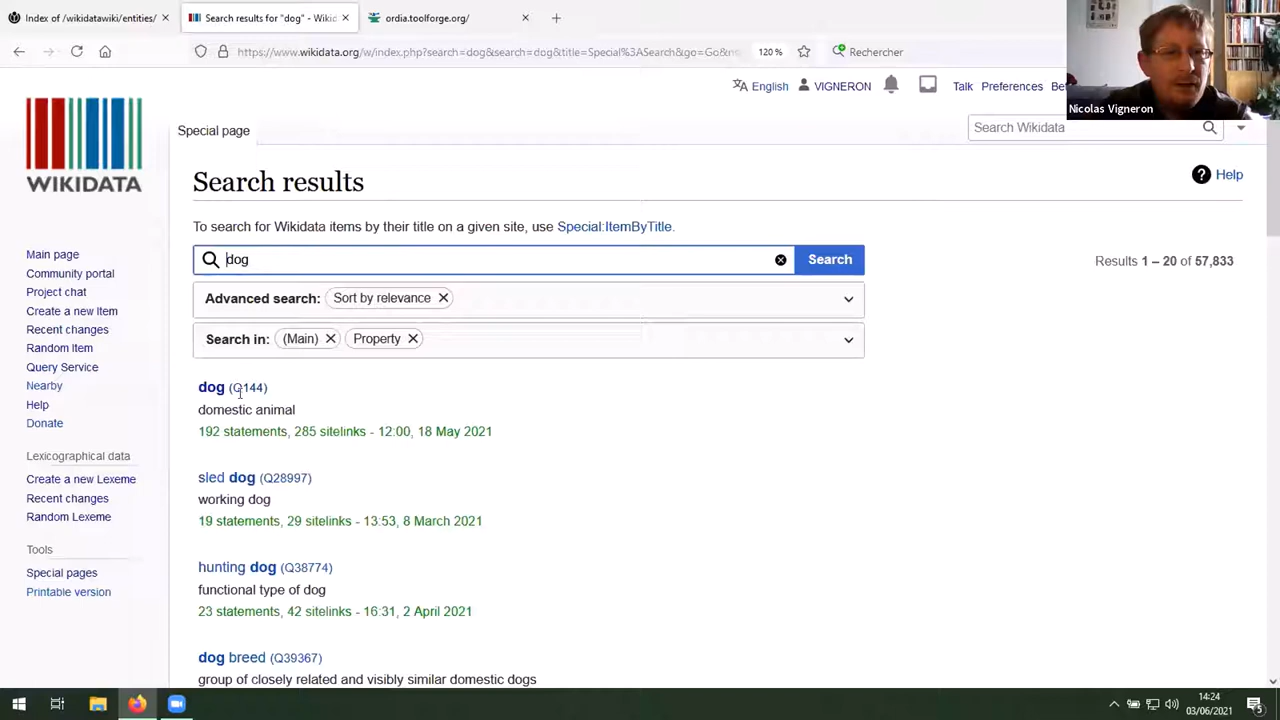 Index of /wikidatawiki/entities/
Search results for "dog" - Wikid
ordia.toolforge.org/
https://www.wikidata.org/w/index.php?search=dog&search=dog&title=Special%3ASearch&go=Go&n
120 %
Rechercher
Nicolas Vigneron
English
VIGNERON
Talk
Preferences
Special page
Search Wikidata
WIKIDATA
Search results
Help
To search for Wikidata items by their title on a given site, use Special:ItemByTitle.
dog
Search
Results 1 – 20 of 57,833
Advanced search: Sort by relevance
Search in: (Main) Property
Main page
Community portal
Project chat
Create a new Item
Recent changes
Random Item
Query Service
Nearby
Help
Donate
Lexicographical data
Create a new Lexeme
Recent changes
Random Lexeme
Tools
Special pages
Printable version
dog (Q144)
domestic animal
192 statements, 285 sitelinks - 12:00, 18 May 2021
sled dog (Q28997)
working dog
19 statements, 29 sitelinks - 13:53, 8 March 2021
hunting dog (Q38774)
functional type of dog
23 statements, 42 sitelinks - 16:31, 2 April 2021
dog breed (Q39367)
group of closely related and visibly similar domestic dogs
14:24
03/06/2021
5